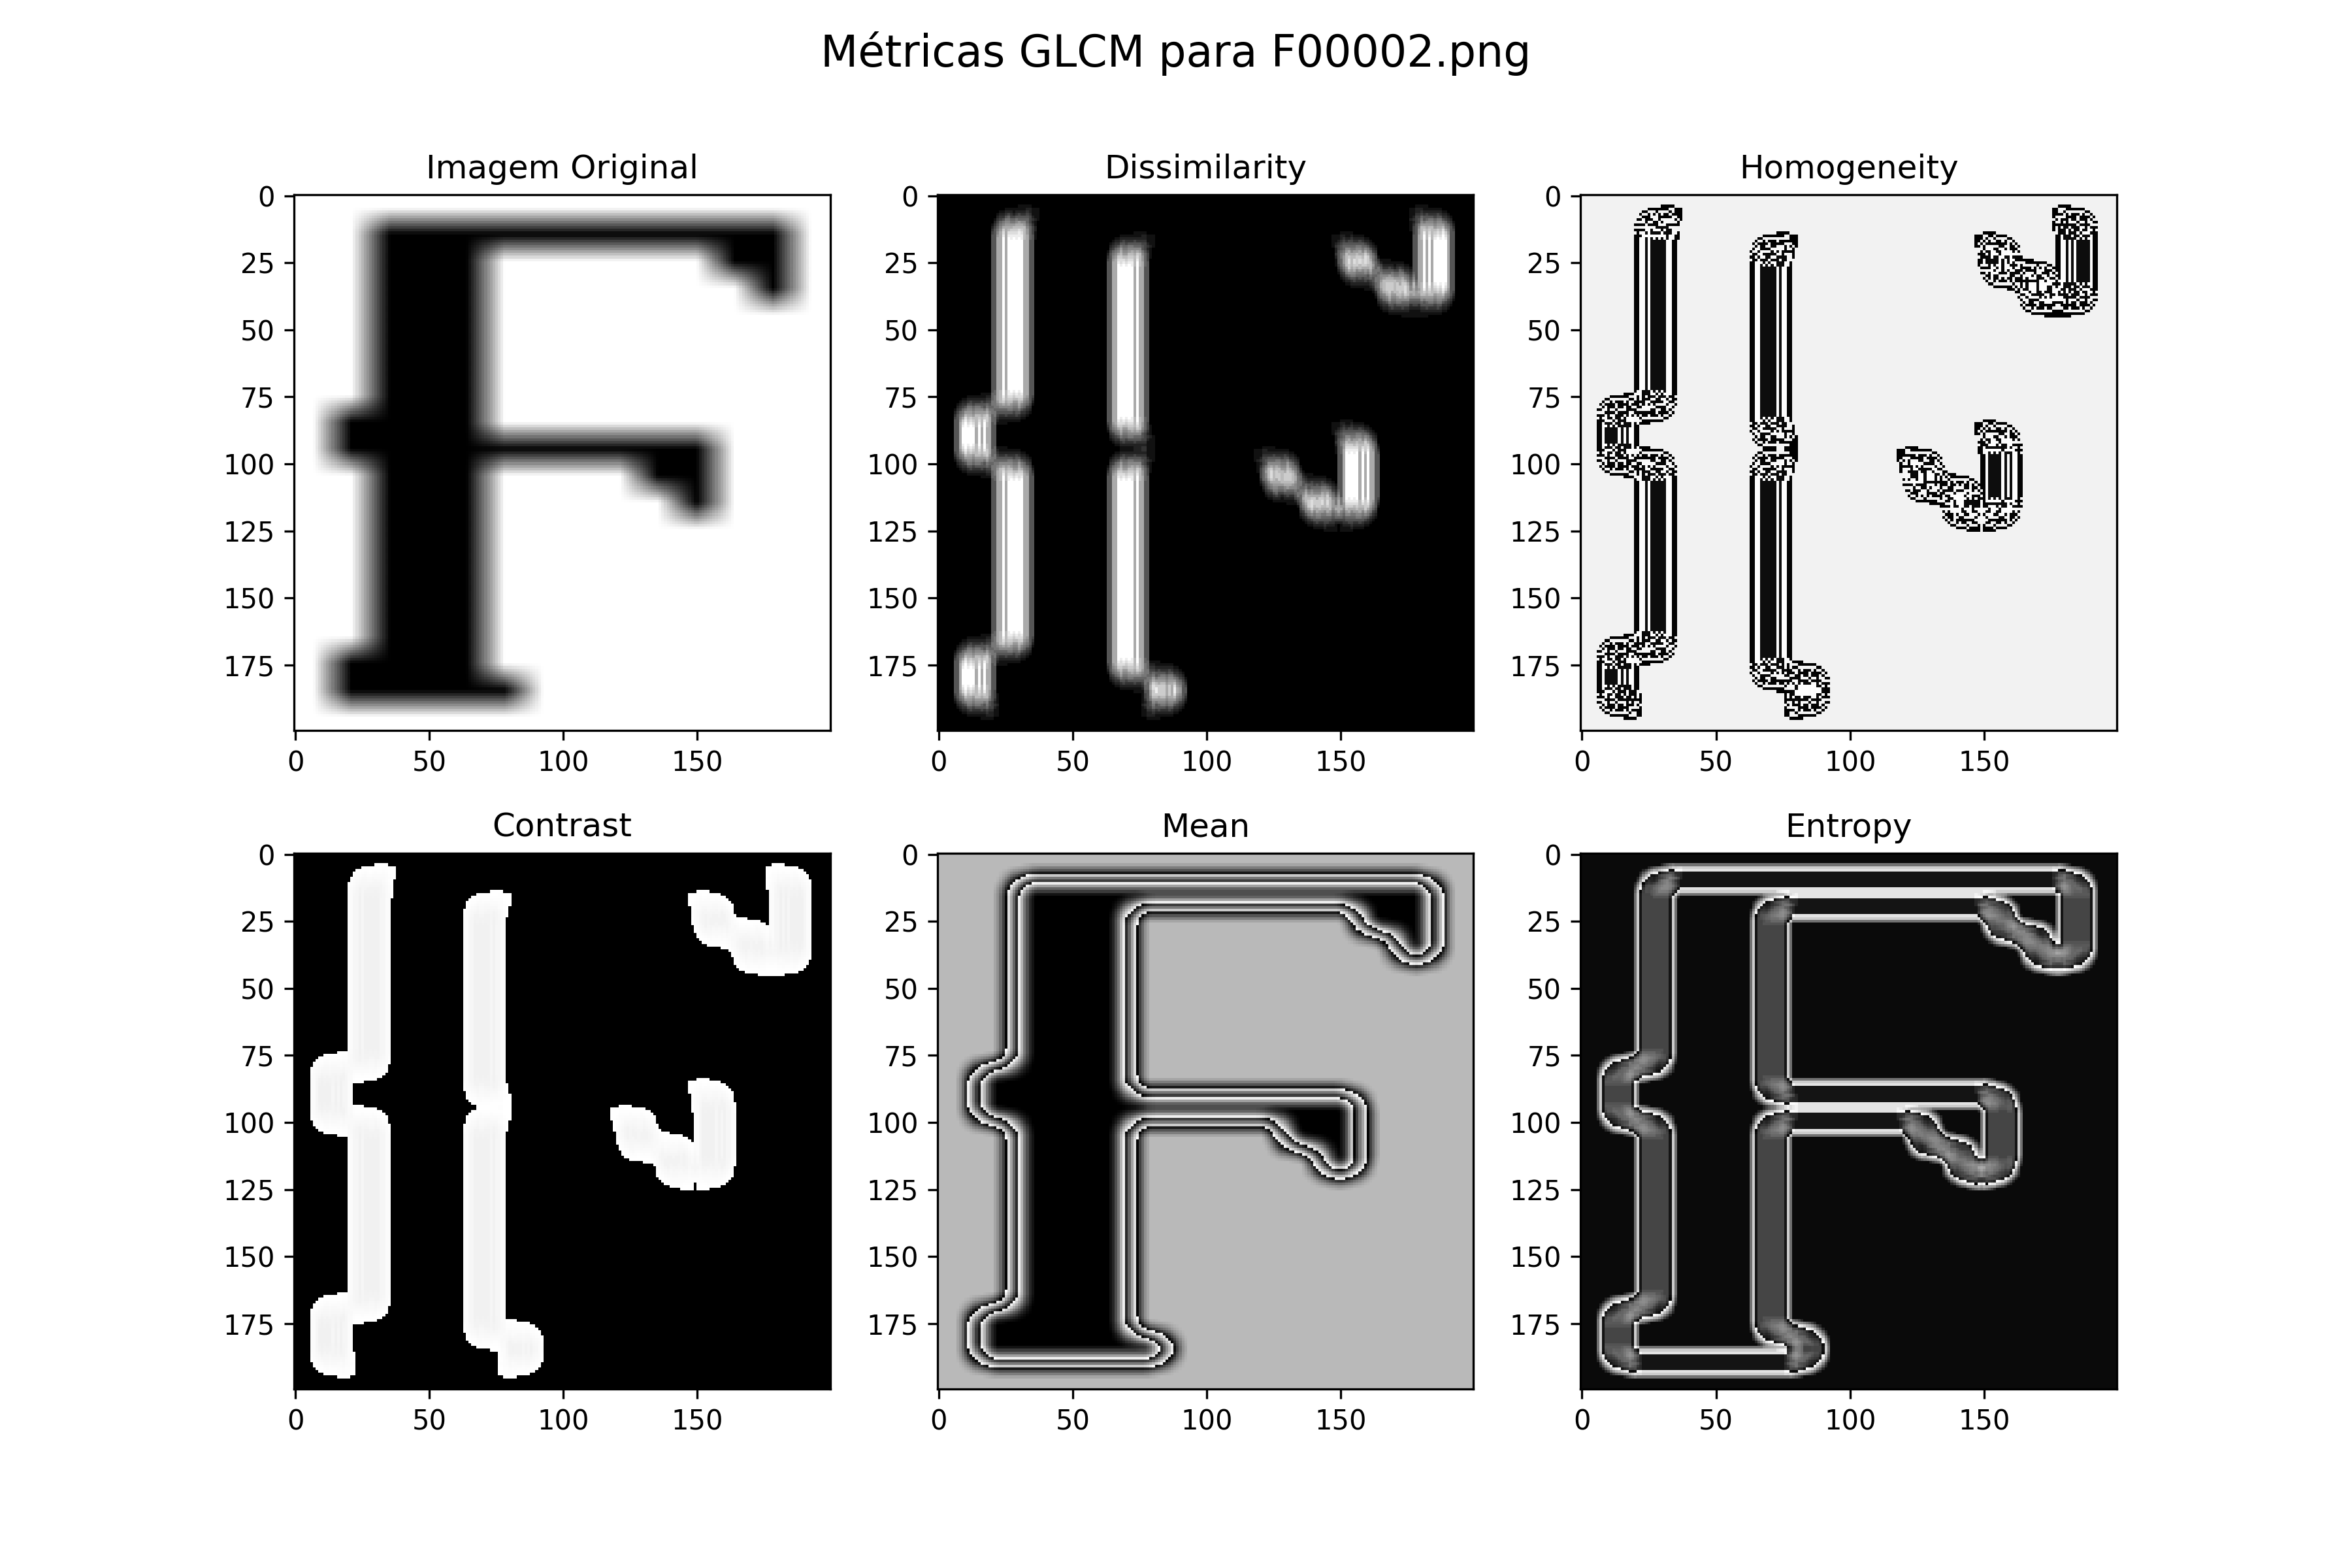 Métricas GLCM para F00002.png
Imagem Original Dissimilarity Homogeneity
0 0 0
25 25 25
50 50 50
75 75 75
100 100 100
125 125 125
150 150 150
175 175 175
0 50 100 150 0 50 100 150 0 50 100 150
F
Contrast Mean Entropy
0 0 0
25 25 25
50 50 50
75 75 75
100 100 100
125 125 125
150 150 150
175 175 175
0 50 100 150 0 50 100 150 0 50 100 150